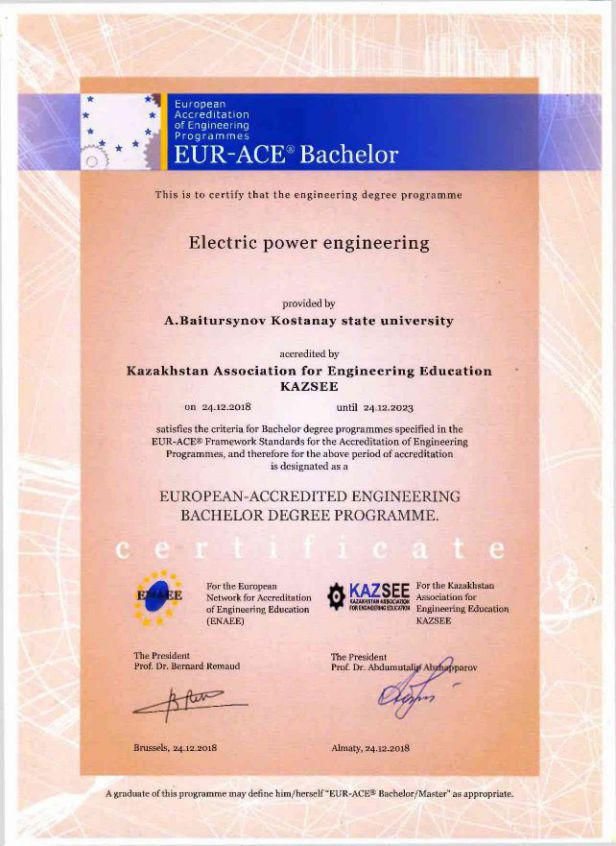 European
Accreditation
of Engineering
Programmes
EUR-ACE® Bachelor
This is to certify that the engineering degree programme
Electric power engineering
provided by
A.Baitursynov Kostanay state university
accredited by
Kazakhstan Association for Engineering Education
KAZSEE
on 24.12.2018 until 24.12.2023
satisfies the criteria for Bachelor degree programmes specified in the
EUR-ACE® Framework Standards for the Accreditation of Engineering
Programmes, and therefore for the above period of accreditation
is designated as a
EUROPEAN-ACCREDITED ENGINEERING
BACHELOR DEGREE PROGRAMME.
certificate
ENAEE
For the European
Network for Accreditation
of Engineering Education
(ENAEE)
KAZSEE
KAZAKHSTAN ASSOCIATION
FOR ENGINEERING EDUCATION
For the Kazakhstan
Association for
Engineering Education
KAZSEE
The President
Prof. Dr. Bernard Remaud
The President
Prof. Dr. Abdumutalip Abzhapparov
Brussels, 24.12.2018
Almaty, 24.12.2018
A graduate of this programme may define him/herself "EUR-ACE® Bachelor/Master" as appropriate.